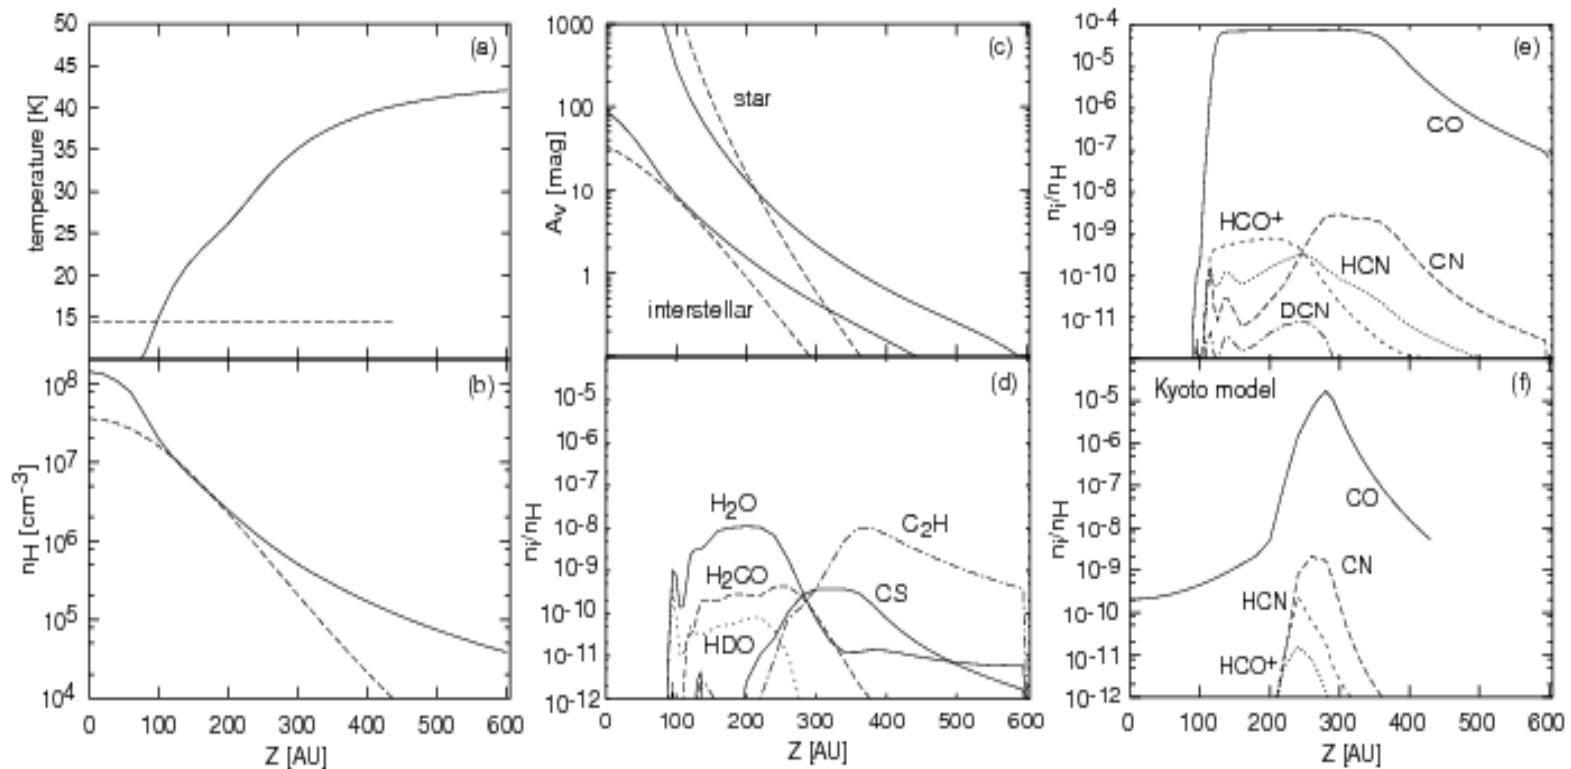 (a)
temperature [K]
50
45
40
35
30
25
20
15
(b)
n_H [cm^-3]
10^8
10^7
10^6
10^5
10^4
0
100
200
300
400
500
600
Z [AU]
(c)
A_V [mag]
1000
100
10
1
star
interstellar
(d)
n_i/n_H
10^-5
10^-6
10^-7
10^-8
10^-9
10^-10
10^-11
10^-12
H2O
C2H
H2CO
CS
HDO
0
100
200
300
400
500
600
Z [AU]
(e)
n_i/n_H
10^-4
10^-5
10^-6
10^-7
10^-8
10^-9
10^-10
10^-11
CO
HCO+
HCN
CN
DCN
(f)
Kyoto model
n_i/n_H
10^-5
10^-6
10^-7
10^-8
10^-9
10^-10
10^-11
10^-12
CO
CN
HCN
HCO+
0
100
200
300
400
500
600
Z [AU]